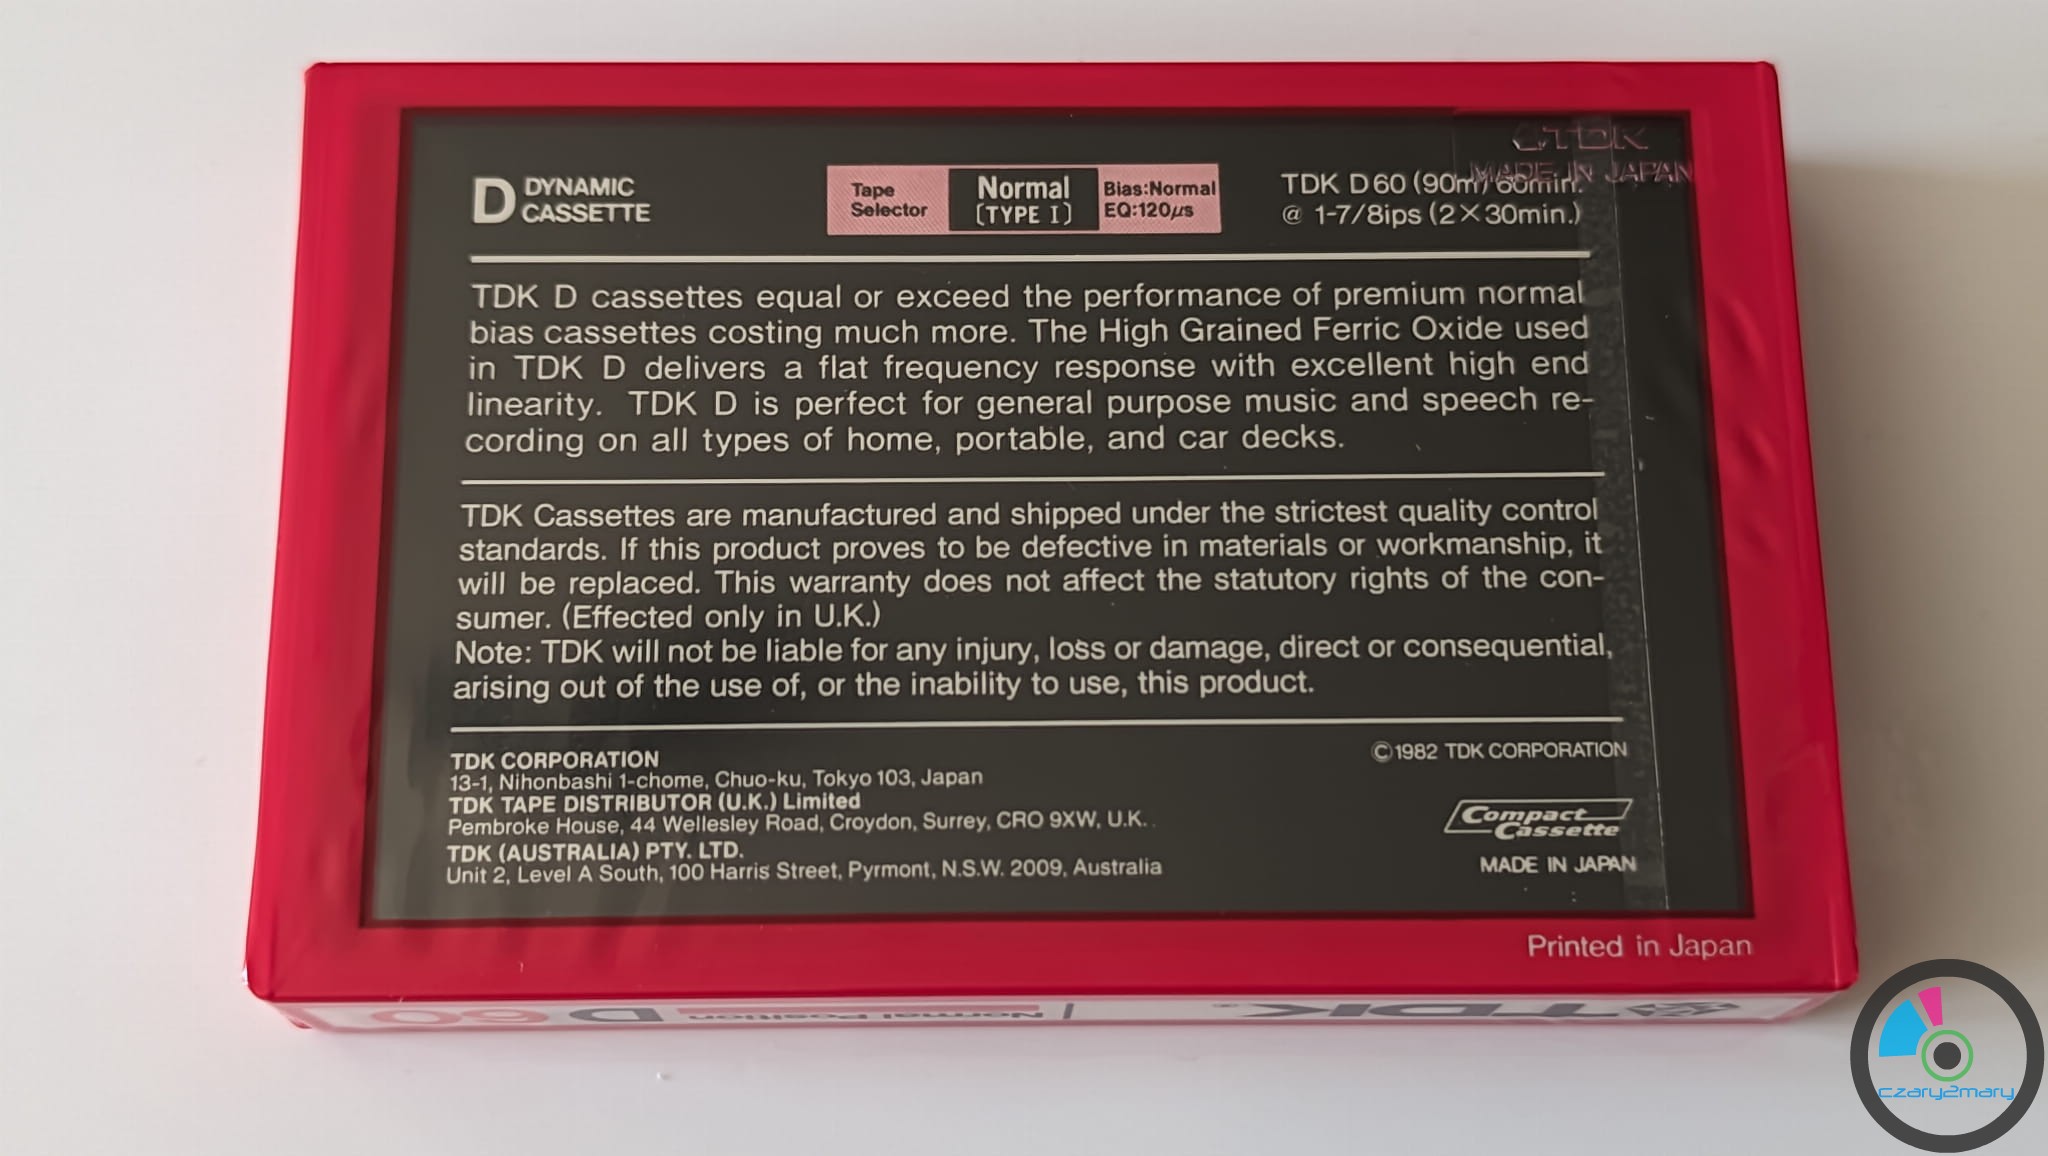 TDK
MADE IN JAPAN
D DYNAMIC
CASSETTE
Tape
Selector
Normal
(TYPE I)
Bias:Normal
EQ:120µs
TDK D60 (90m/60min.
@ 1-7/8ips (2×30min.)
TDK D cassettes equal or exceed the performance of premium normal
bias cassettes costing much more. The High Grained Ferric Oxide used
in TDK D delivers a flat frequency response with excellent high end
linearity. TDK D is perfect for general purpose music and speech re-
cording on all types of home, portable, and car decks.
TDK Cassettes are manufactured and shipped under the strictest quality control
standards. If this product proves to be defective in materials or workmanship, it
will be replaced. This warranty does not affect the statutory rights of the con-
sumer. (Effected only in U.K.)
Note: TDK will not be liable for any injury, loss or damage, direct or consequential,
arising out of the use of, or the inability to use, this product.
TDK CORPORATION
13-1, Nihonbashi 1-chome, Chuo-ku, Tokyo 103, Japan
TDK TAPE DISTRIBUTOR (U.K.) Limited
Pembroke House, 44 Wellesley Road, Croydon, Surrey, CRO 9XW, U.K.
TDK (AUSTRALIA) PTY. LTD.
Unit 2, Level A South, 100 Harris Street, Pyrmont, N.S.W. 2009, Australia
©1982 TDK CORPORATION
Compact
Cassette
MADE IN JAPAN
Printed in Japan
TDK Normal Position D 60
czary2mary